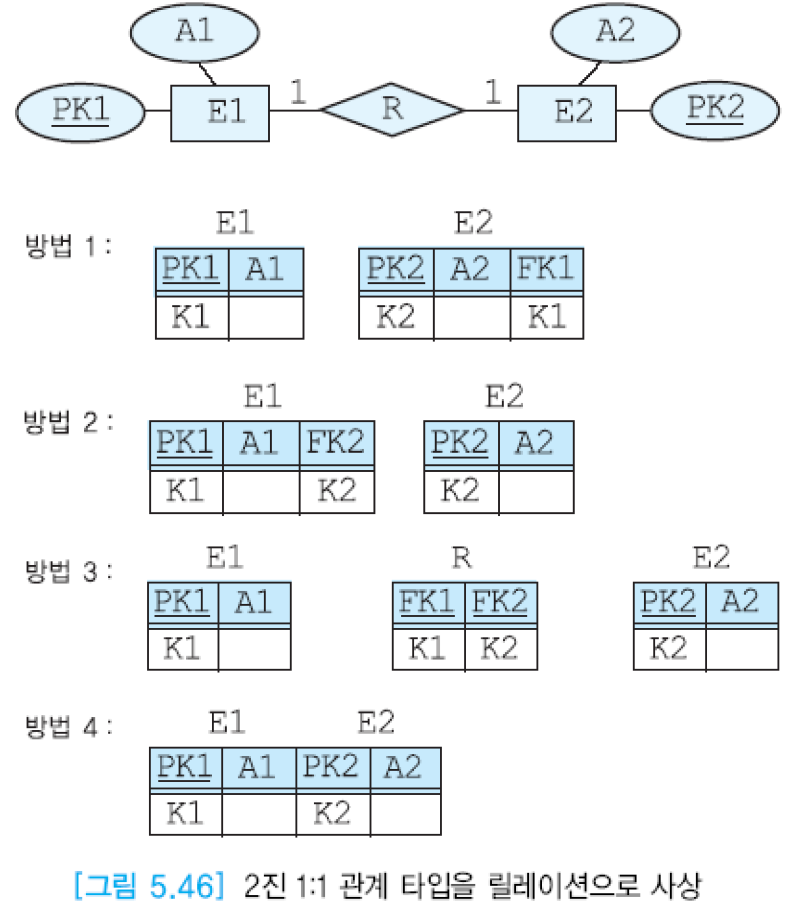 A1 A2
PK1 E1 1 R 1 E2 PK2
E1 E2
방법 1 :
PK1 A1 PK2 A2 FK1
K1 K2 K1
E1 E2
방법 2 :
PK1 A1 FK2 PK2 A2
K1 K2 K2
E1 R E2
방법 3 :
PK1 A1 FK1 FK2 PK2 A2
K1 K1 K2 K2
방법 4 : E1 E2
PK1 A1 PK2 A2
K1 K2
[그림 5.46] 2진 1:1 관계 타입을 릴레이션으로 사상